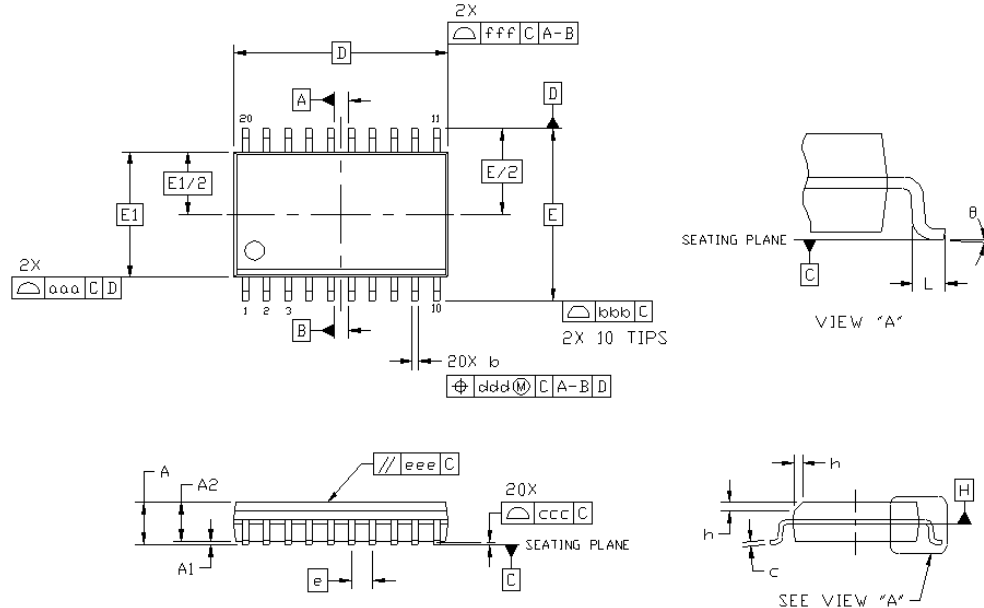 2X
fff C A-B
D
A
D
20
11
E1/2
E/2
E1
E
2X
aaa C D
1 2 3
10
B
bbb C
2X 10 TIPS
20X b
ddd M C A-B D
SEATING PLANE
C
L
θ
VIEW "A"
A
A2
A1
// eee C
20X
ccc C
SEATING PLANE
C
e
h
h
H
c
SEE VIEW "A"